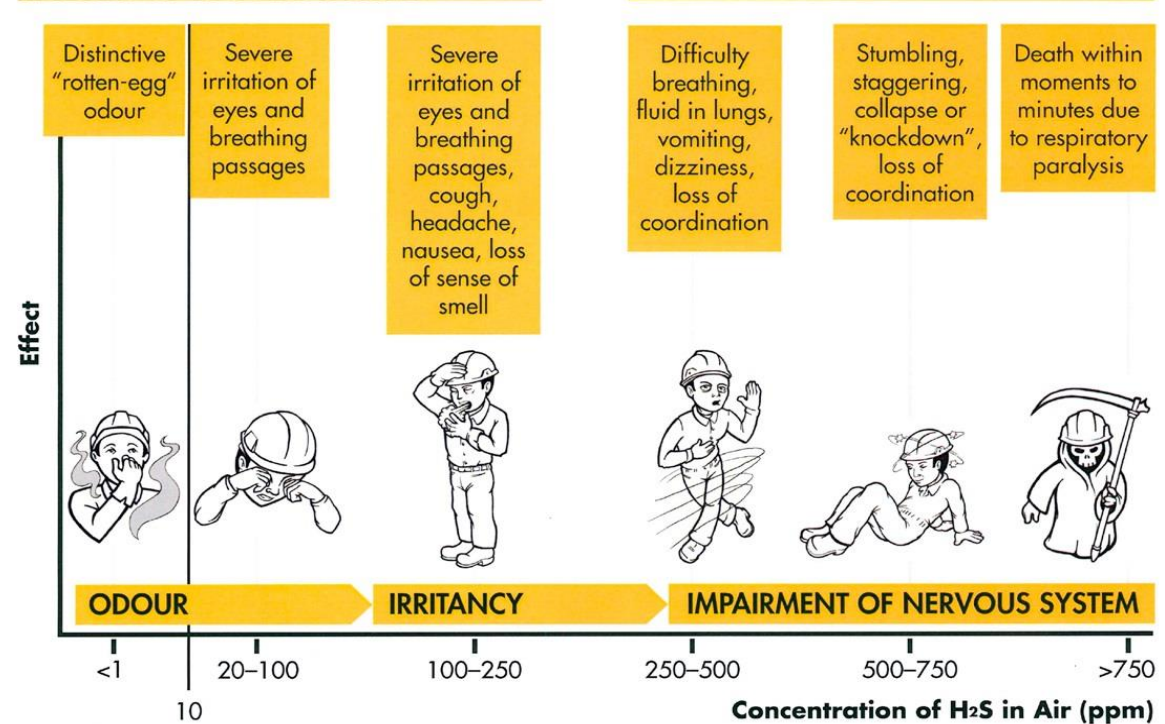 Distinctive
“rotten-egg”
odour
Severe
irritation of
eyes and
breathing
passages
Severe
irritation of
eyes and
breathing
passages,
cough,
headache,
nausea, loss
of sense of
smell
Difficulty
breathing,
fluid in lungs,
vomiting,
dizziness,
loss of
coordination
Stumbling,
staggering,
collapse or
“knockdown”,
loss of
coordination
Death within
moments to
minutes due
to respiratory
paralysis
Effect
ODOUR
IRRITANCY
IMPAIRMENT OF NERVOUS SYSTEM
<1
20–100
100–250
250–500
500–750
>750
10
Concentration of H2S in Air (ppm)